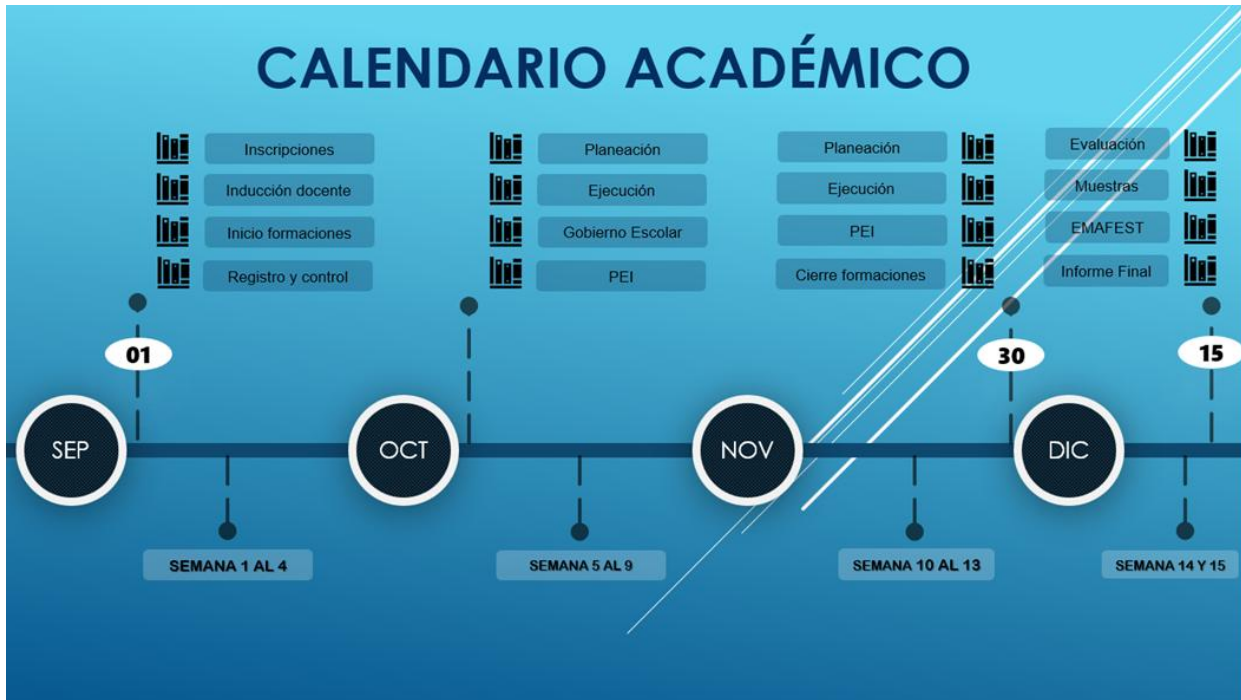 CALENDARIO ACADÉMICO
Inscripciones
Inducción docente
Inicio formaciones
Registro y control
Planeación
Ejecución
Gobierno Escolar
PEI
Planeación
Ejecución
PEI
Cierre formaciones
Evaluación
Muestras
EMAFEST
Informe Final
01
30
15
SEP
OCT
NOV
DIC
SEMANA 1 AL 4
SEMANA 5 AL 9
SEMANA 10 AL 13
SEMANA 14 Y 15